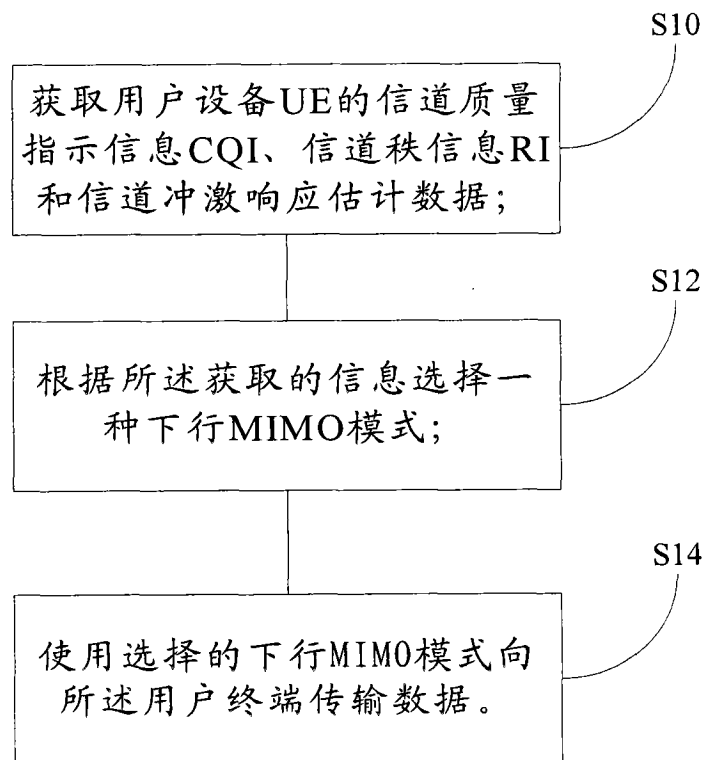 S10
获取用户设备UE的信道质量
指示信息CQI、信道秩信息RI
和信道冲激响应估计数据;
S12
根据所述获取的信息选择一
种下行MIMO模式;
S14
使用选择的下行MIMO模式向
所述用户终端传输数据。